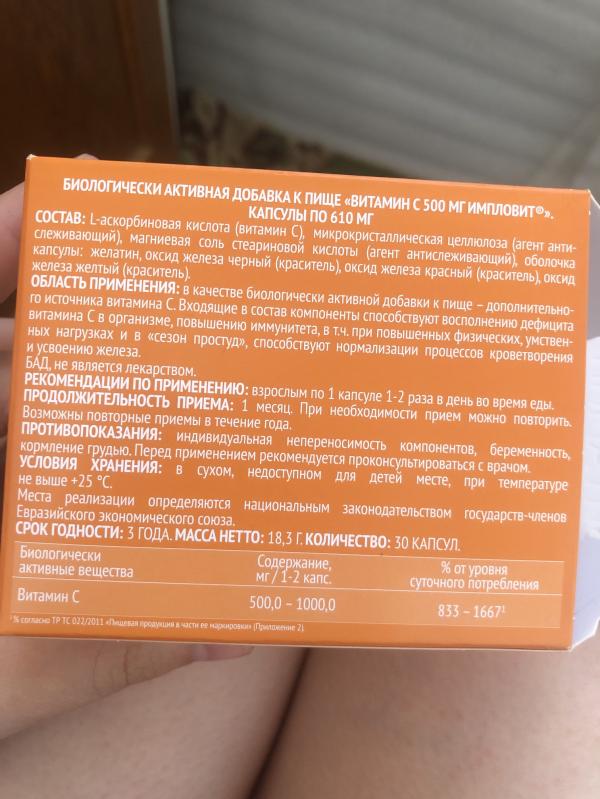 БИОЛОГИЧЕСКИ АКТИВНАЯ ДОБАВКА К ПИЩЕ «ВИТАМИН С 500 МГ ИМПЛОВИТ®».
КАПСУЛЫ ПО 610 МГ
СОСТАВ: L-аскорбиновая кислота (витамин С), микрокристаллическая целлюлоза (агент анти-
слеживающий), магниевая соль стеариновой кислоты (агент антислеживающий), оболочка
капсулы: желатин, оксид железа черный (краситель), оксид железа красный (краситель), оксид
железа желтый (краситель).
ОБЛАСТЬ ПРИМЕНЕНИЯ: в качестве биологически активной добавки к пище – дополнительно-
го источника витамина С. Входящие в состав компоненты способствуют восполнению дефицита
витамина С в организме, повышению иммунитета, в т.ч. при повышенных физических, умствен-
ных нагрузках и в «сезон простуд», способствуют нормализации процессов кроветворения
и усвоению железа.
БАД, не является лекарством.
РЕКОМЕНДАЦИИ ПО ПРИМЕНЕНИЮ: взрослым по 1 капсуле 1-2 раза в день во время еды.
ПРОДОЛЖИТЕЛЬНОСТЬ ПРИЕМА: 1 месяц. При необходимости прием можно повторить.
Возможны повторные приемы в течение года.
ПРОТИВОПОКАЗАНИЯ: индивидуальная непереносимость компонентов, беременность,
кормление грудью. Перед применением рекомендуется проконсультироваться с врачом.
УСЛОВИЯ ХРАНЕНИЯ: в сухом, недоступном для детей месте, при температуре
не выше +25 °С.
Места реализации определяются национальным законодательством государств-членов
Евразийского экономического союза.
СРОК ГОДНОСТИ: 3 ГОДА. МАССА НЕТТО: 18,3 Г. КОЛИЧЕСТВО: 30 КАПСУЛ.
Биологически активные вещества
Содержание, мг / 1-2 капс.
% от уровня суточного потребления
Витамин С
500,0 – 1000,0
833 – 1667¹
¹ % согласно ТР ТС 022/2011 «Пищевая продукция в части ее маркировки» (Приложение 2).